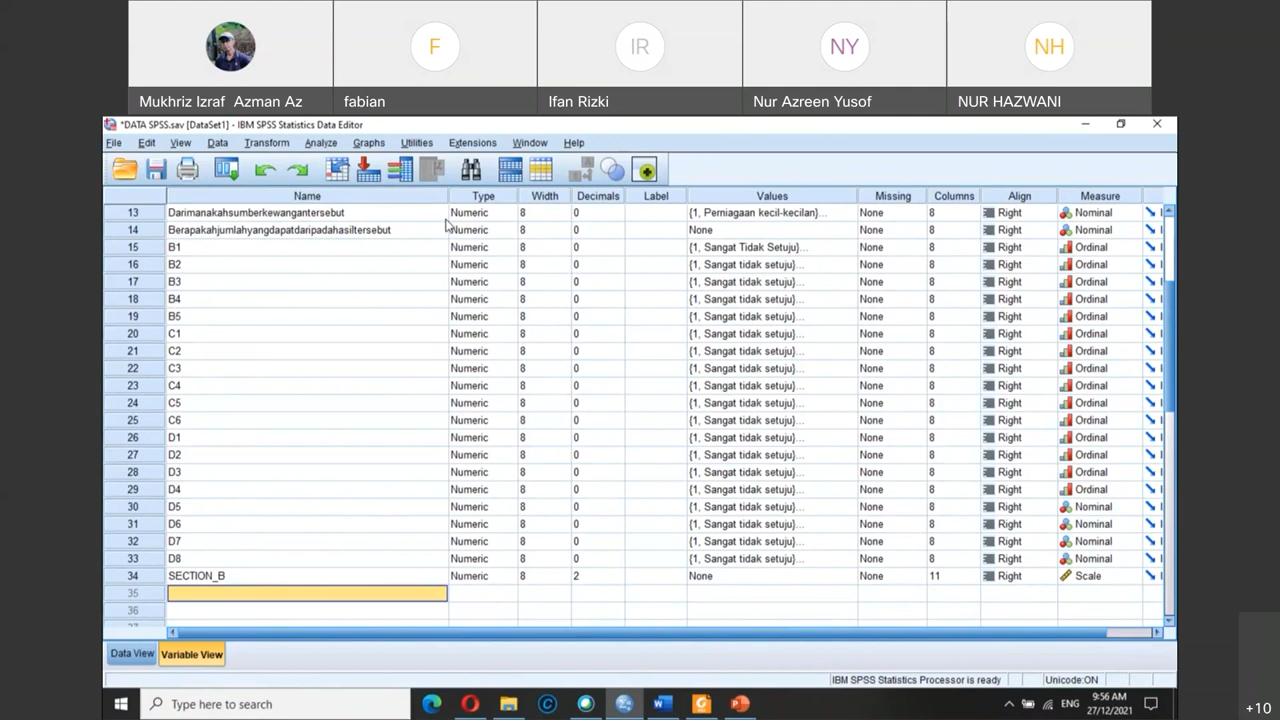 F
IR
NY
NH
Mukhriz Izraf Azman Az
fabian
Ifan Rizki
Nur Azreen Yusof
NUR HAZWANI
*DATA SPSS.sav [DataSet1] - IBM SPSS Statistics Data Editor
File Edit View Data Transform Analyze Graphs Utilities Extensions Window Help
Name Type Width Decimals Label Values Missing Columns Align Measure
13 Darimanakahsumberkewangantersebut Numeric 8 0 {1, Perniagaan kecil-kecilan}... None 8 Right Nominal
14 Berapakahjumlahyangdapatdaripadahasiltersebut Numeric 8 0 None None 8 Right Nominal
15 B1 Numeric 8 0 {1, Sangat Tidak Setuju}... None 8 Right Ordinal
16 B2 Numeric 8 0 {1, Sangat tidak setuju}... None 8 Right Ordinal
17 B3 Numeric 8 0 {1, Sangat tidak setuju}... None 8 Right Ordinal
18 B4 Numeric 8 0 {1, Sangat tidak setuju}... None 8 Right Ordinal
19 B5 Numeric 8 0 {1, Sangat tidak setuju}... None 8 Right Ordinal
20 C1 Numeric 8 0 {1, Sangat tidak setuju}... None 8 Right Ordinal
21 C2 Numeric 8 0 {1, Sangat tidak setuju}... None 8 Right Ordinal
22 C3 Numeric 8 0 {1, Sangat tidak setuju}... None 8 Right Ordinal
23 C4 Numeric 8 0 {1, Sangat tidak setuju}... None 8 Right Ordinal
24 C5 Numeric 8 0 {1, Sangat tidak setuju}... None 8 Right Ordinal
25 C6 Numeric 8 0 {1, Sangat tidak setuju}... None 8 Right Ordinal
26 D1 Numeric 8 0 {1, Sangat tidak setuju}... None 8 Right Ordinal
27 D2 Numeric 8 0 {1, Sangat tidak setuju}... None 8 Right Ordinal
28 D3 Numeric 8 0 {1, Sangat tidak setuju}... None 8 Right Ordinal
29 D4 Numeric 8 0 {1, Sangat tidak setuju}... None 8 Right Ordinal
30 D5 Numeric 8 0 {1, Sangat tidak setuju}... None 8 Right Nominal
31 D6 Numeric 8 0 {1, Sangat tidak setuju}... None 8 Right Nominal
32 D7 Numeric 8 0 {1, Sangat tidak setuju}... None 8 Right Nominal
33 D8 Numeric 8 0 {1, Sangat tidak setuju}... None 8 Right Nominal
34 SECTION_B Numeric 8 2 None None 11 Right Scale
35
36
Data View Variable View
IBM SPSS Statistics Processor is ready Unicode:ON
Type here to search
ENG
9:56 AM
27/12/2021
+10